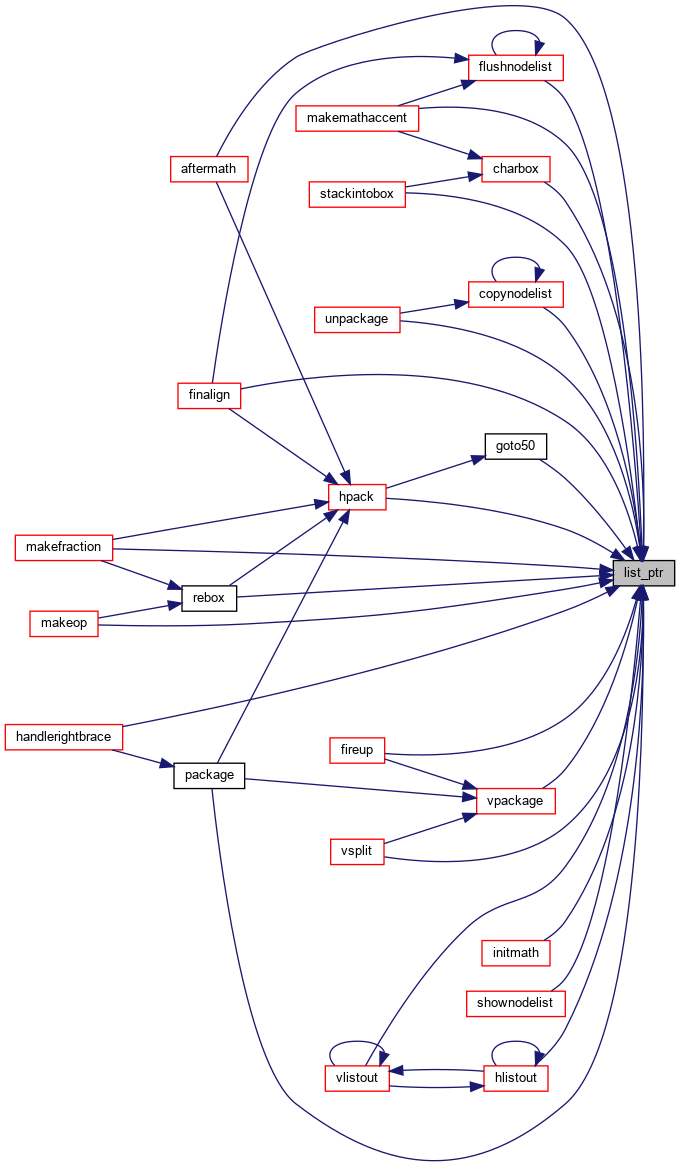 flushnodelist
makemathaccent
aftermath
charbox
stackintobox
copynodelist
unpackage
finalign
goto50
hpack
makefraction
list_ptr
rebox
makeop
handlerightbrace
fireup
package
vpackage
vsplit
initmath
shownodelist
vlistout
hlistout